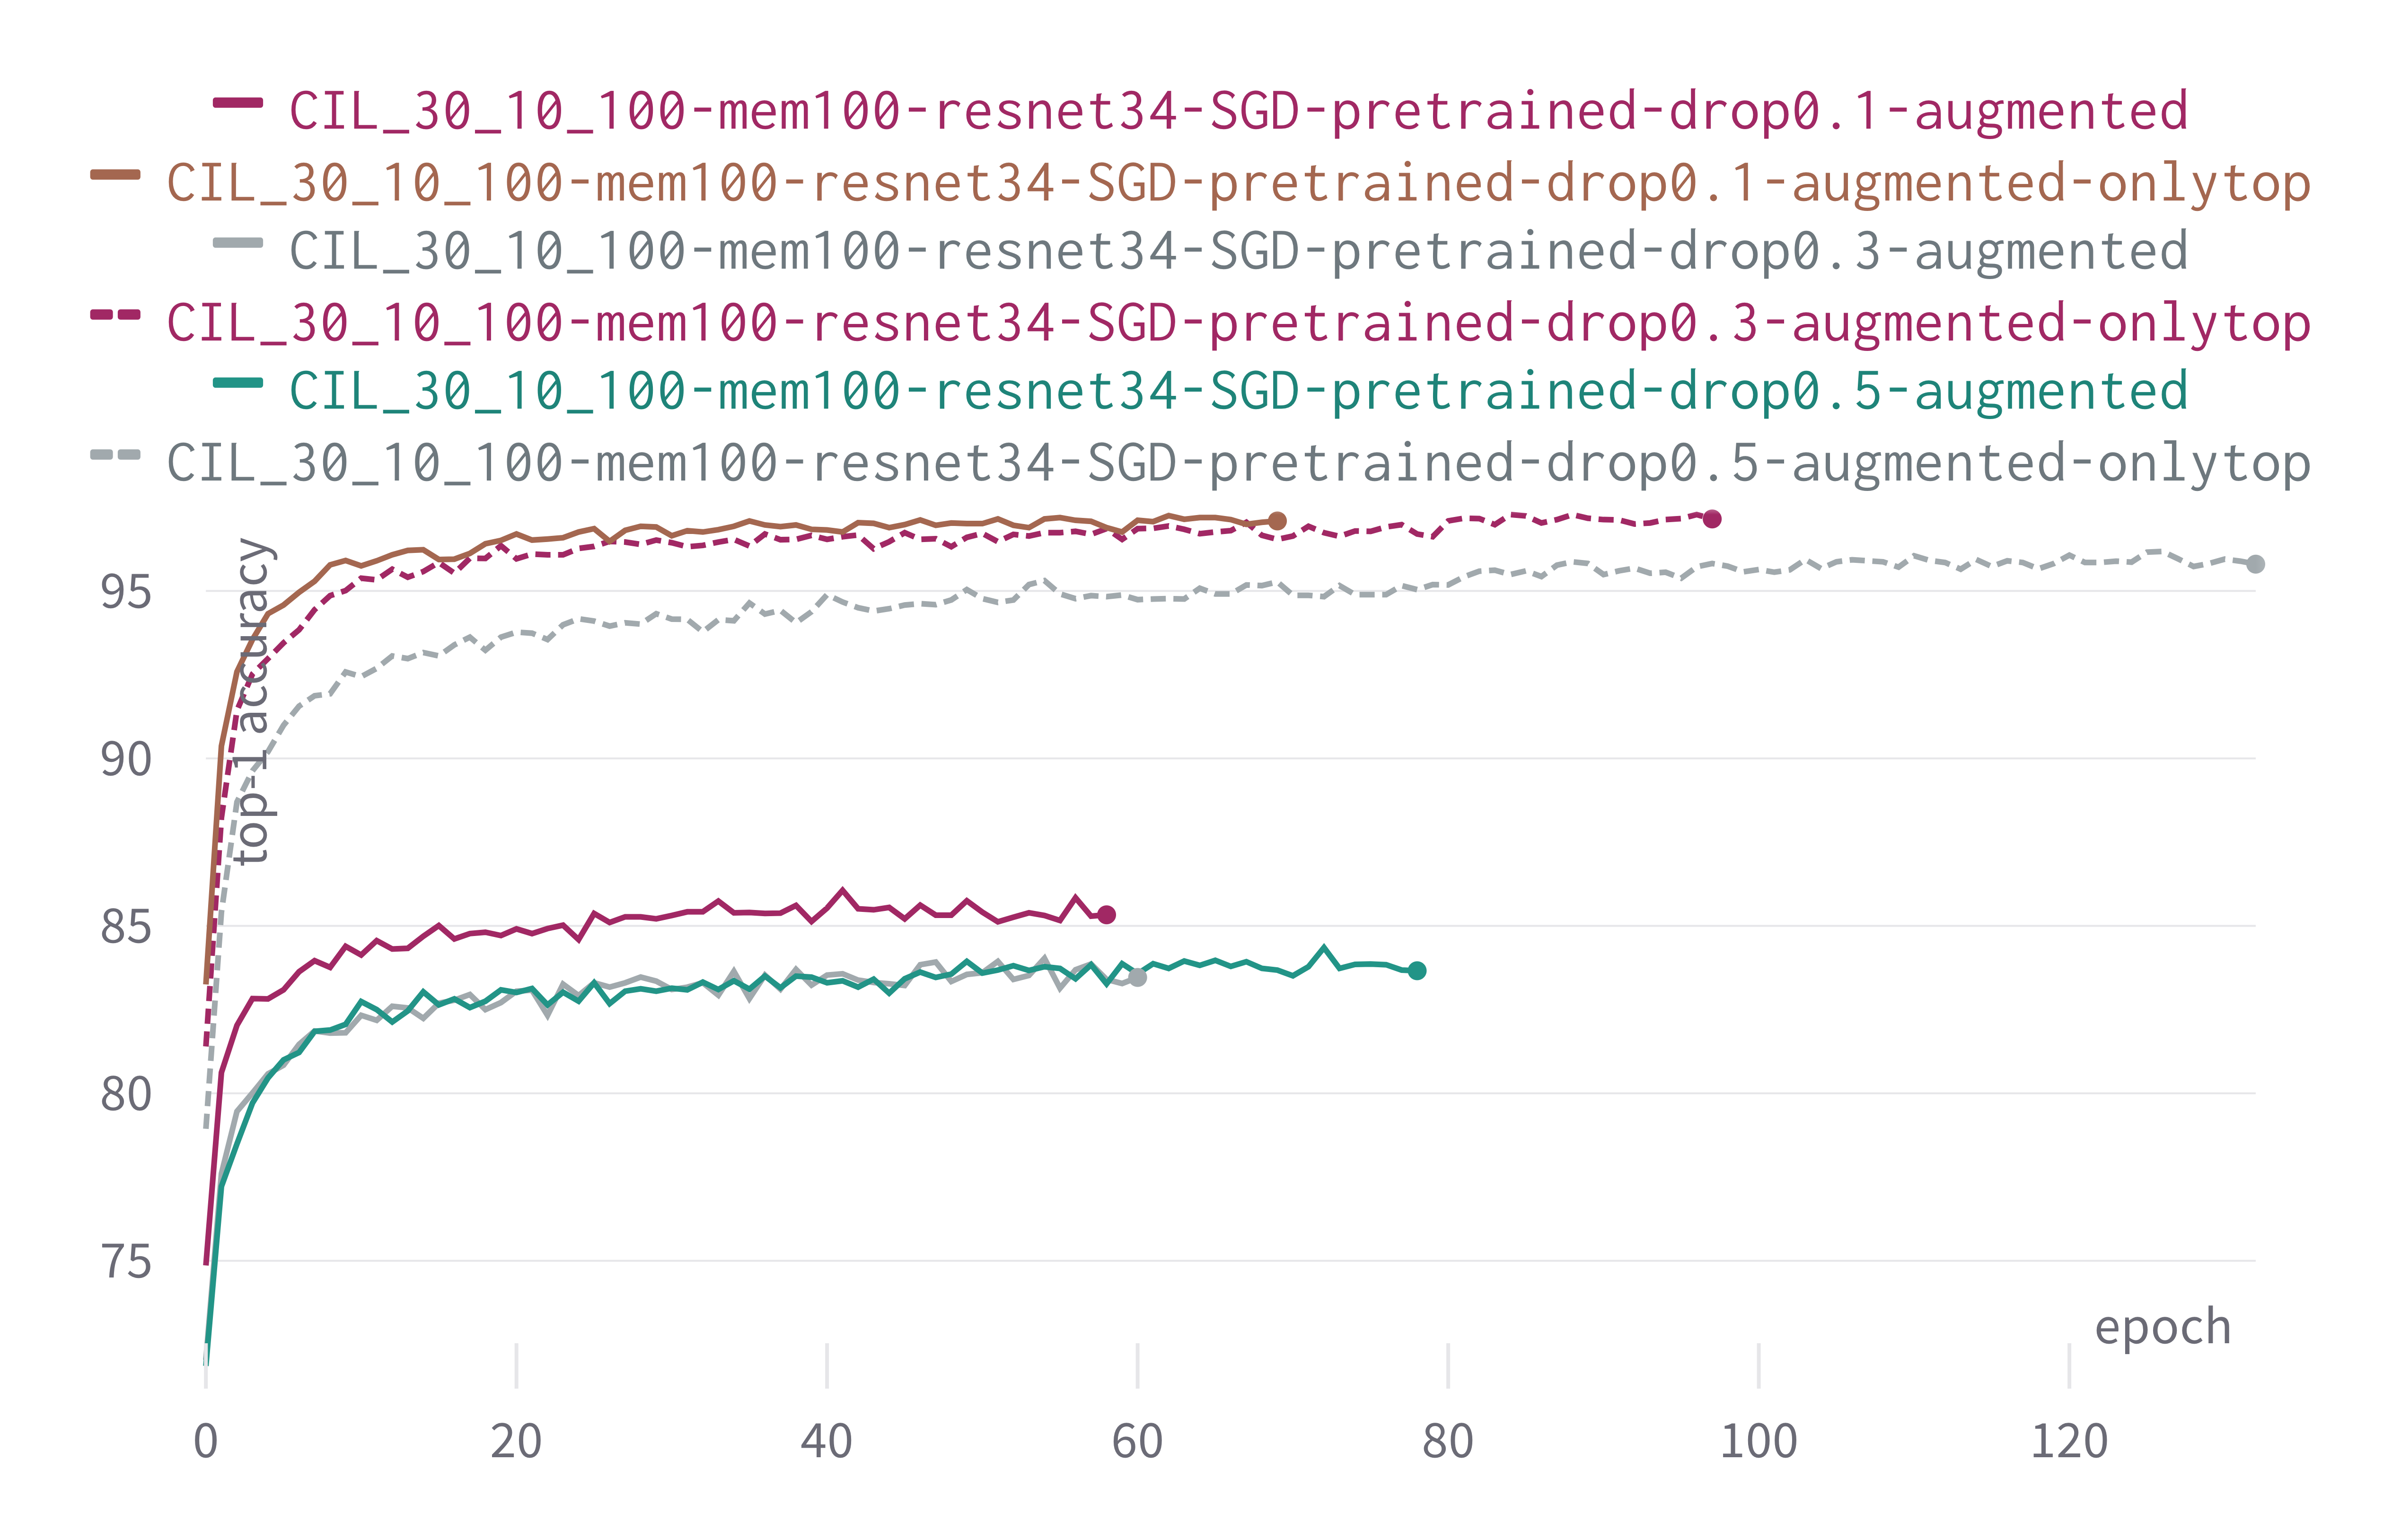 CIL_30_10_100-mem100-resnet34-SGD-pretrained-drop0.1-augmented
CIL_30_10_100-mem100-resnet34-SGD-pretrained-drop0.1-augmented-onlytop
CIL_30_10_100-mem100-resnet34-SGD-pretrained-drop0.3-augmented
CIL_30_10_100-mem100-resnet34-SGD-pretrained-drop0.3-augmented-onlytop
CIL_30_10_100-mem100-resnet34-SGD-pretrained-drop0.5-augmented
CIL_30_10_100-mem100-resnet34-SGD-pretrained-drop0.5-augmented-onlytop
top-1 accuracy
95
90
85
80
75
epoch
0 20 40 60 80 100 120